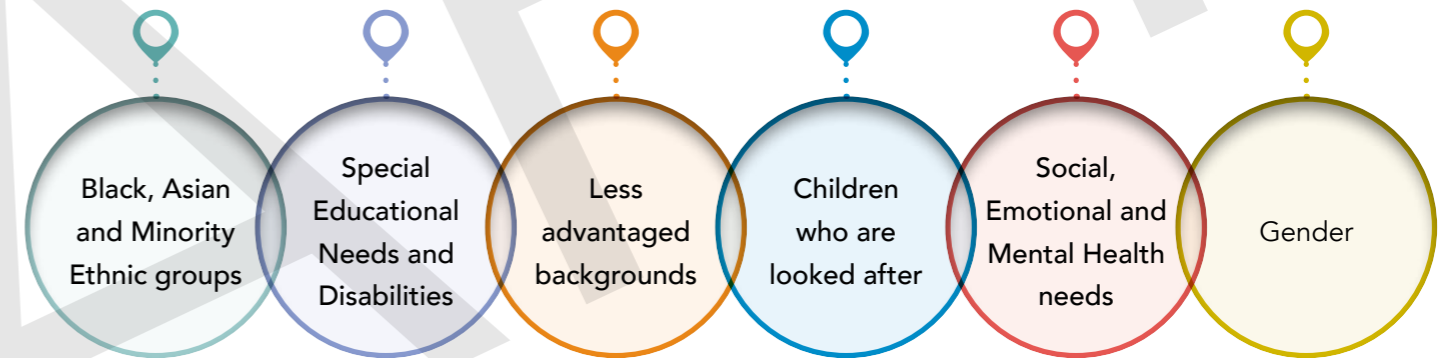 Black, Asian
and Minority
Ethnic groups
Special
Educational
Needs and
Disabilities
Less
advantaged
backgrounds
Children
who are
looked after
Social,
Emotional and
Mental Health
needs
Gender